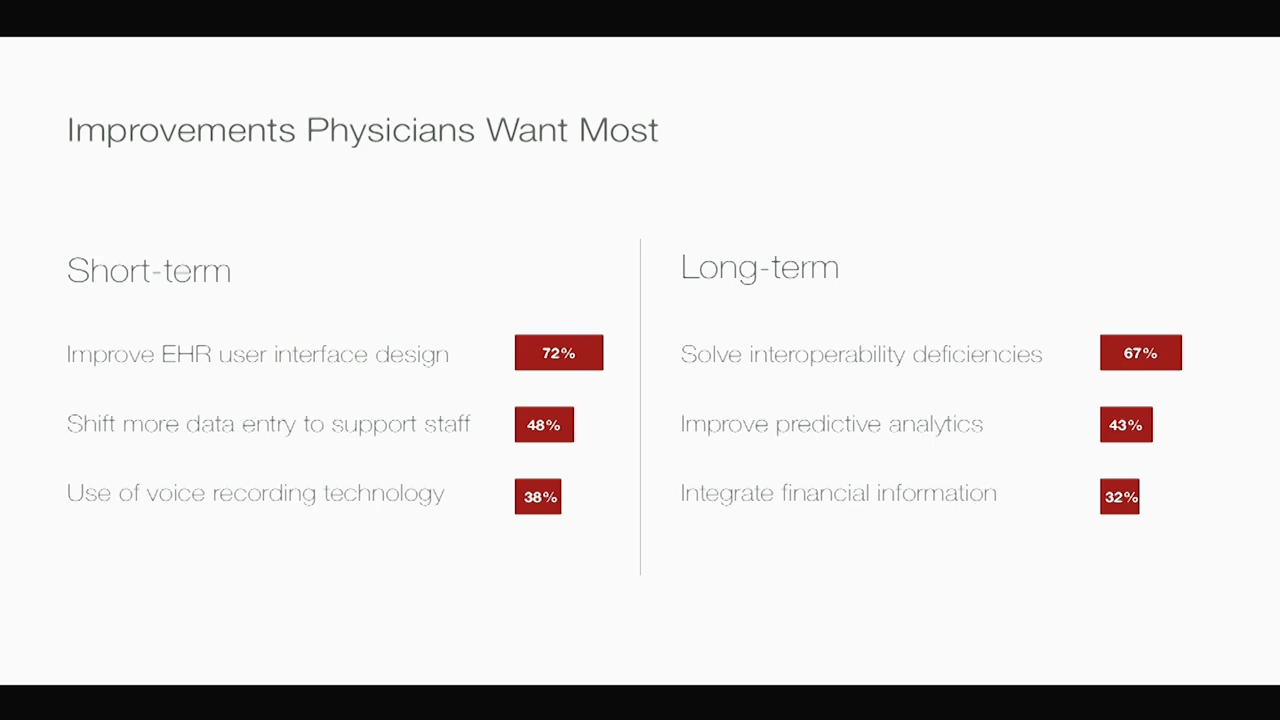 Improvements Physicians Want Most
Short-term
Improve EHR user interface design 72%
Shift more data entry to support staff 48%
Use of voice recording technology 38%
Long-term
Solve interoperability deficiencies 67%
Improve predictive analytics 43%
Integrate financial information 32%